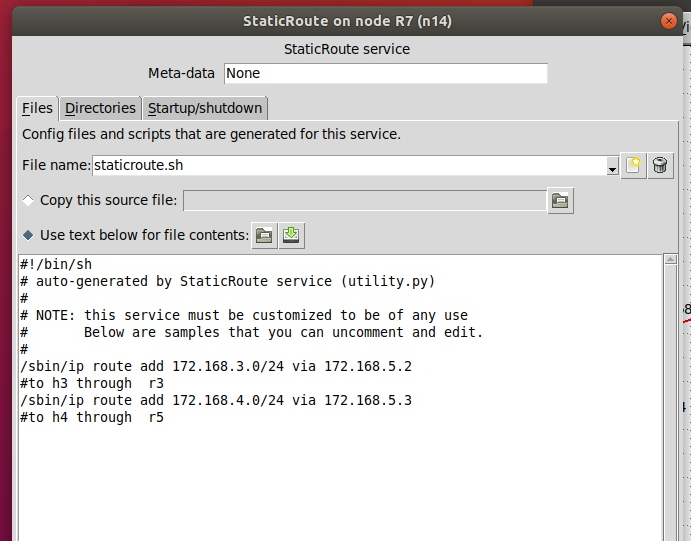 StaticRoute on node R7 (n14)
StaticRoute service
Meta-data None
Files Directories Startup/shutdown
Config files and scripts that are generated for this service.
File name: staticroute.sh
Copy this source file:
Use text below for file contents:
#!/bin/sh
# auto-generated by StaticRoute service (utility.py)
#
# NOTE: this service must be customized to be of any use
#       Below are samples that you can uncomment and edit.
#
/sbin/ip route add 172.168.3.0/24 via 172.168.5.2
#to h3 through  r3
/sbin/ip route add 172.168.4.0/24 via 172.168.5.3
#to h4 through  r5